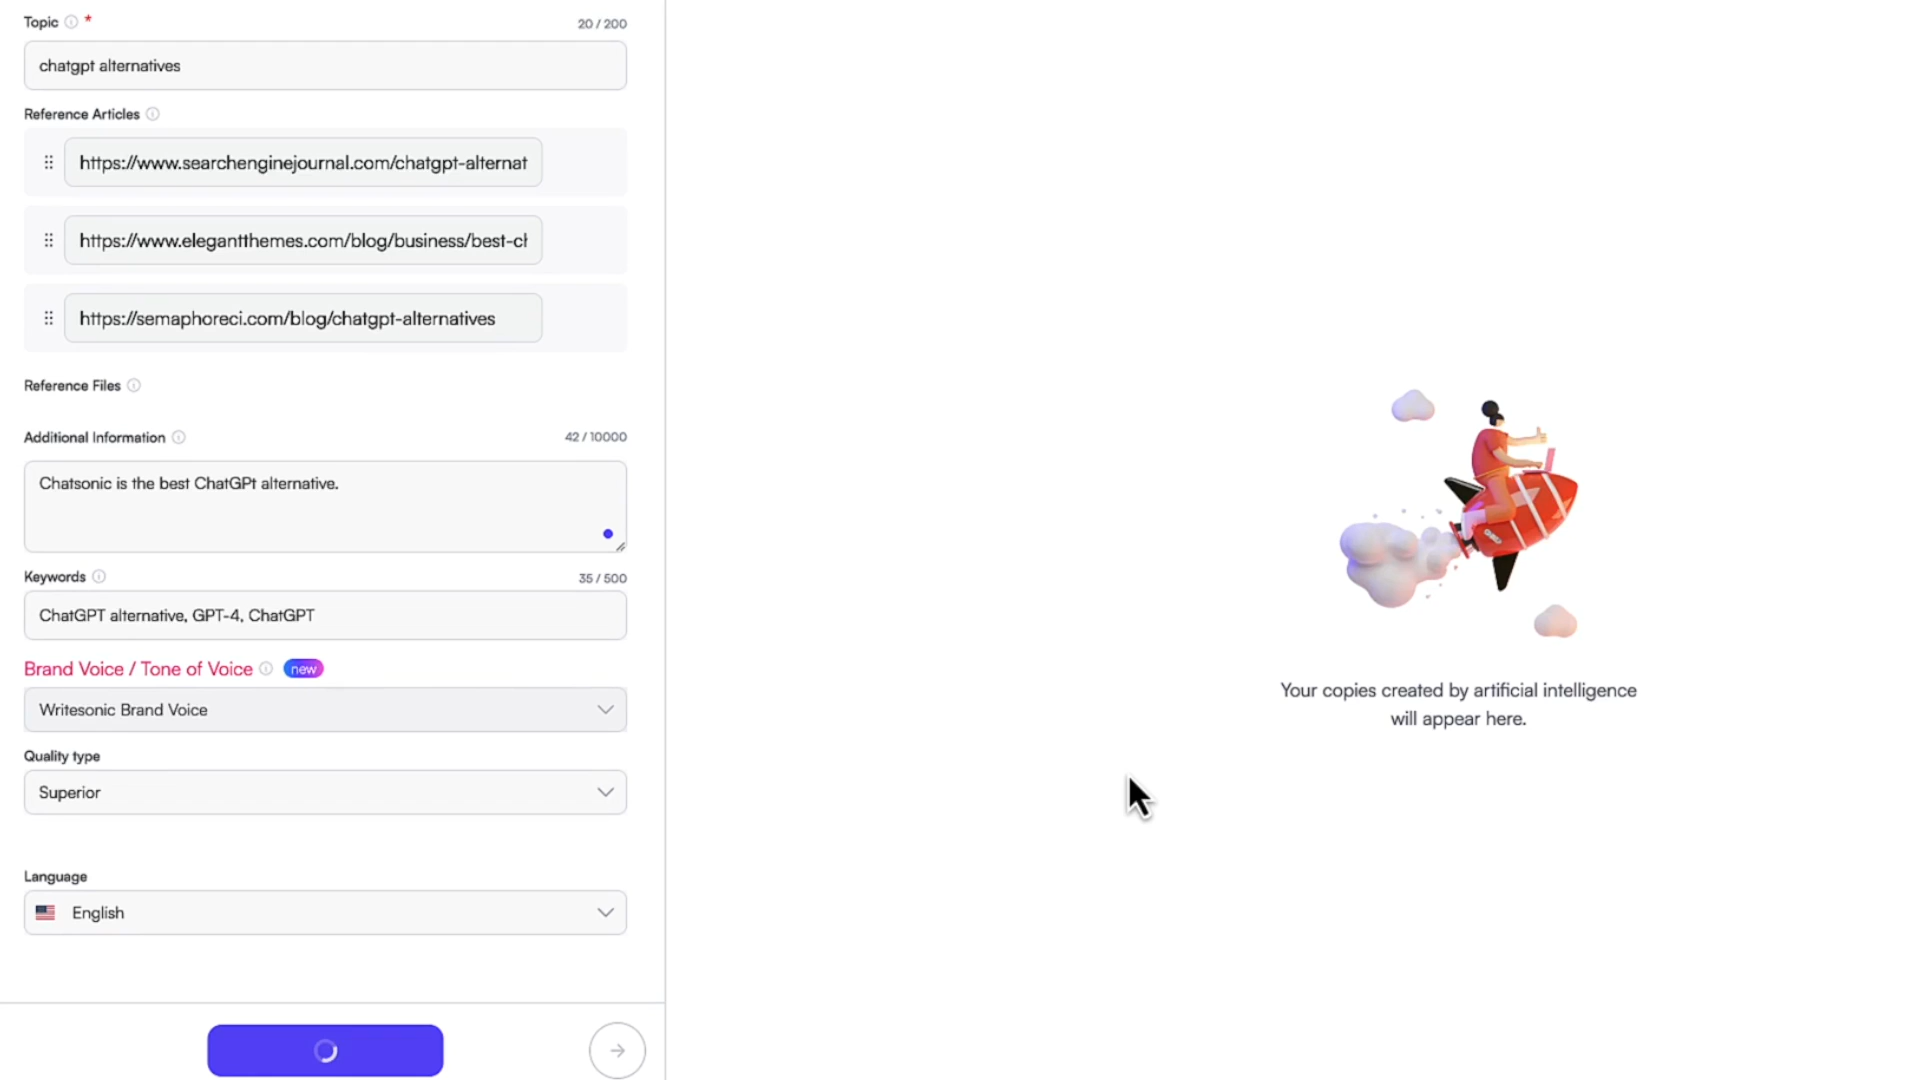 Topic * 20 / 200
chatgpt alternatives
Reference Articles
https://www.searchenginejournal.com/chatgpt-alternat
https://www.elegantthemes.com/blog/business/best-cl
https://semaphoreci.com/blog/chatgpt-alternatives
Reference Files
Additional Information 42 / 10000
Chatsonic is the best ChatGPt alternative.
Keywords 35 / 500
ChatGPT alternative, GPT-4, ChatGPT
Brand Voice / Tone of Voice new
Writesonic Brand Voice
Quality type
Superior
Language
English
Your copies created by artificial intelligence
will appear here.